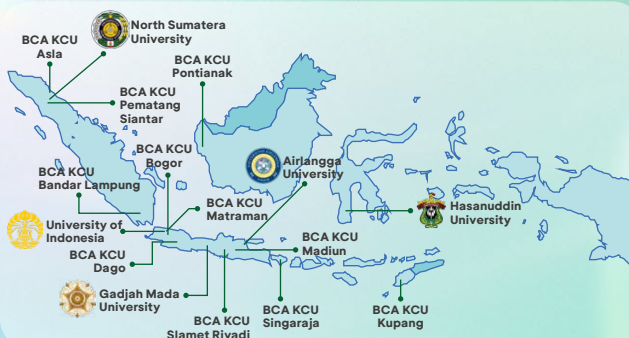 North Sumatera
University
BCA KCU
Asla
BCA KCU
Pontianak
BCA KCU
Pematang
Siantar
BCA KCU
Bogor
Airlangga
University
BCA KCU
Bandar Lampung
BCA KCU
Matraman
Hasanuddin
University
University of
Indonesia
BCA KCU
Madiun
BCA KCU
Dago
Gadjah Mada
University
BCA KCU
Singaraja
BCA KCU
Kupang
BCA KCU
Slamet Riyadi